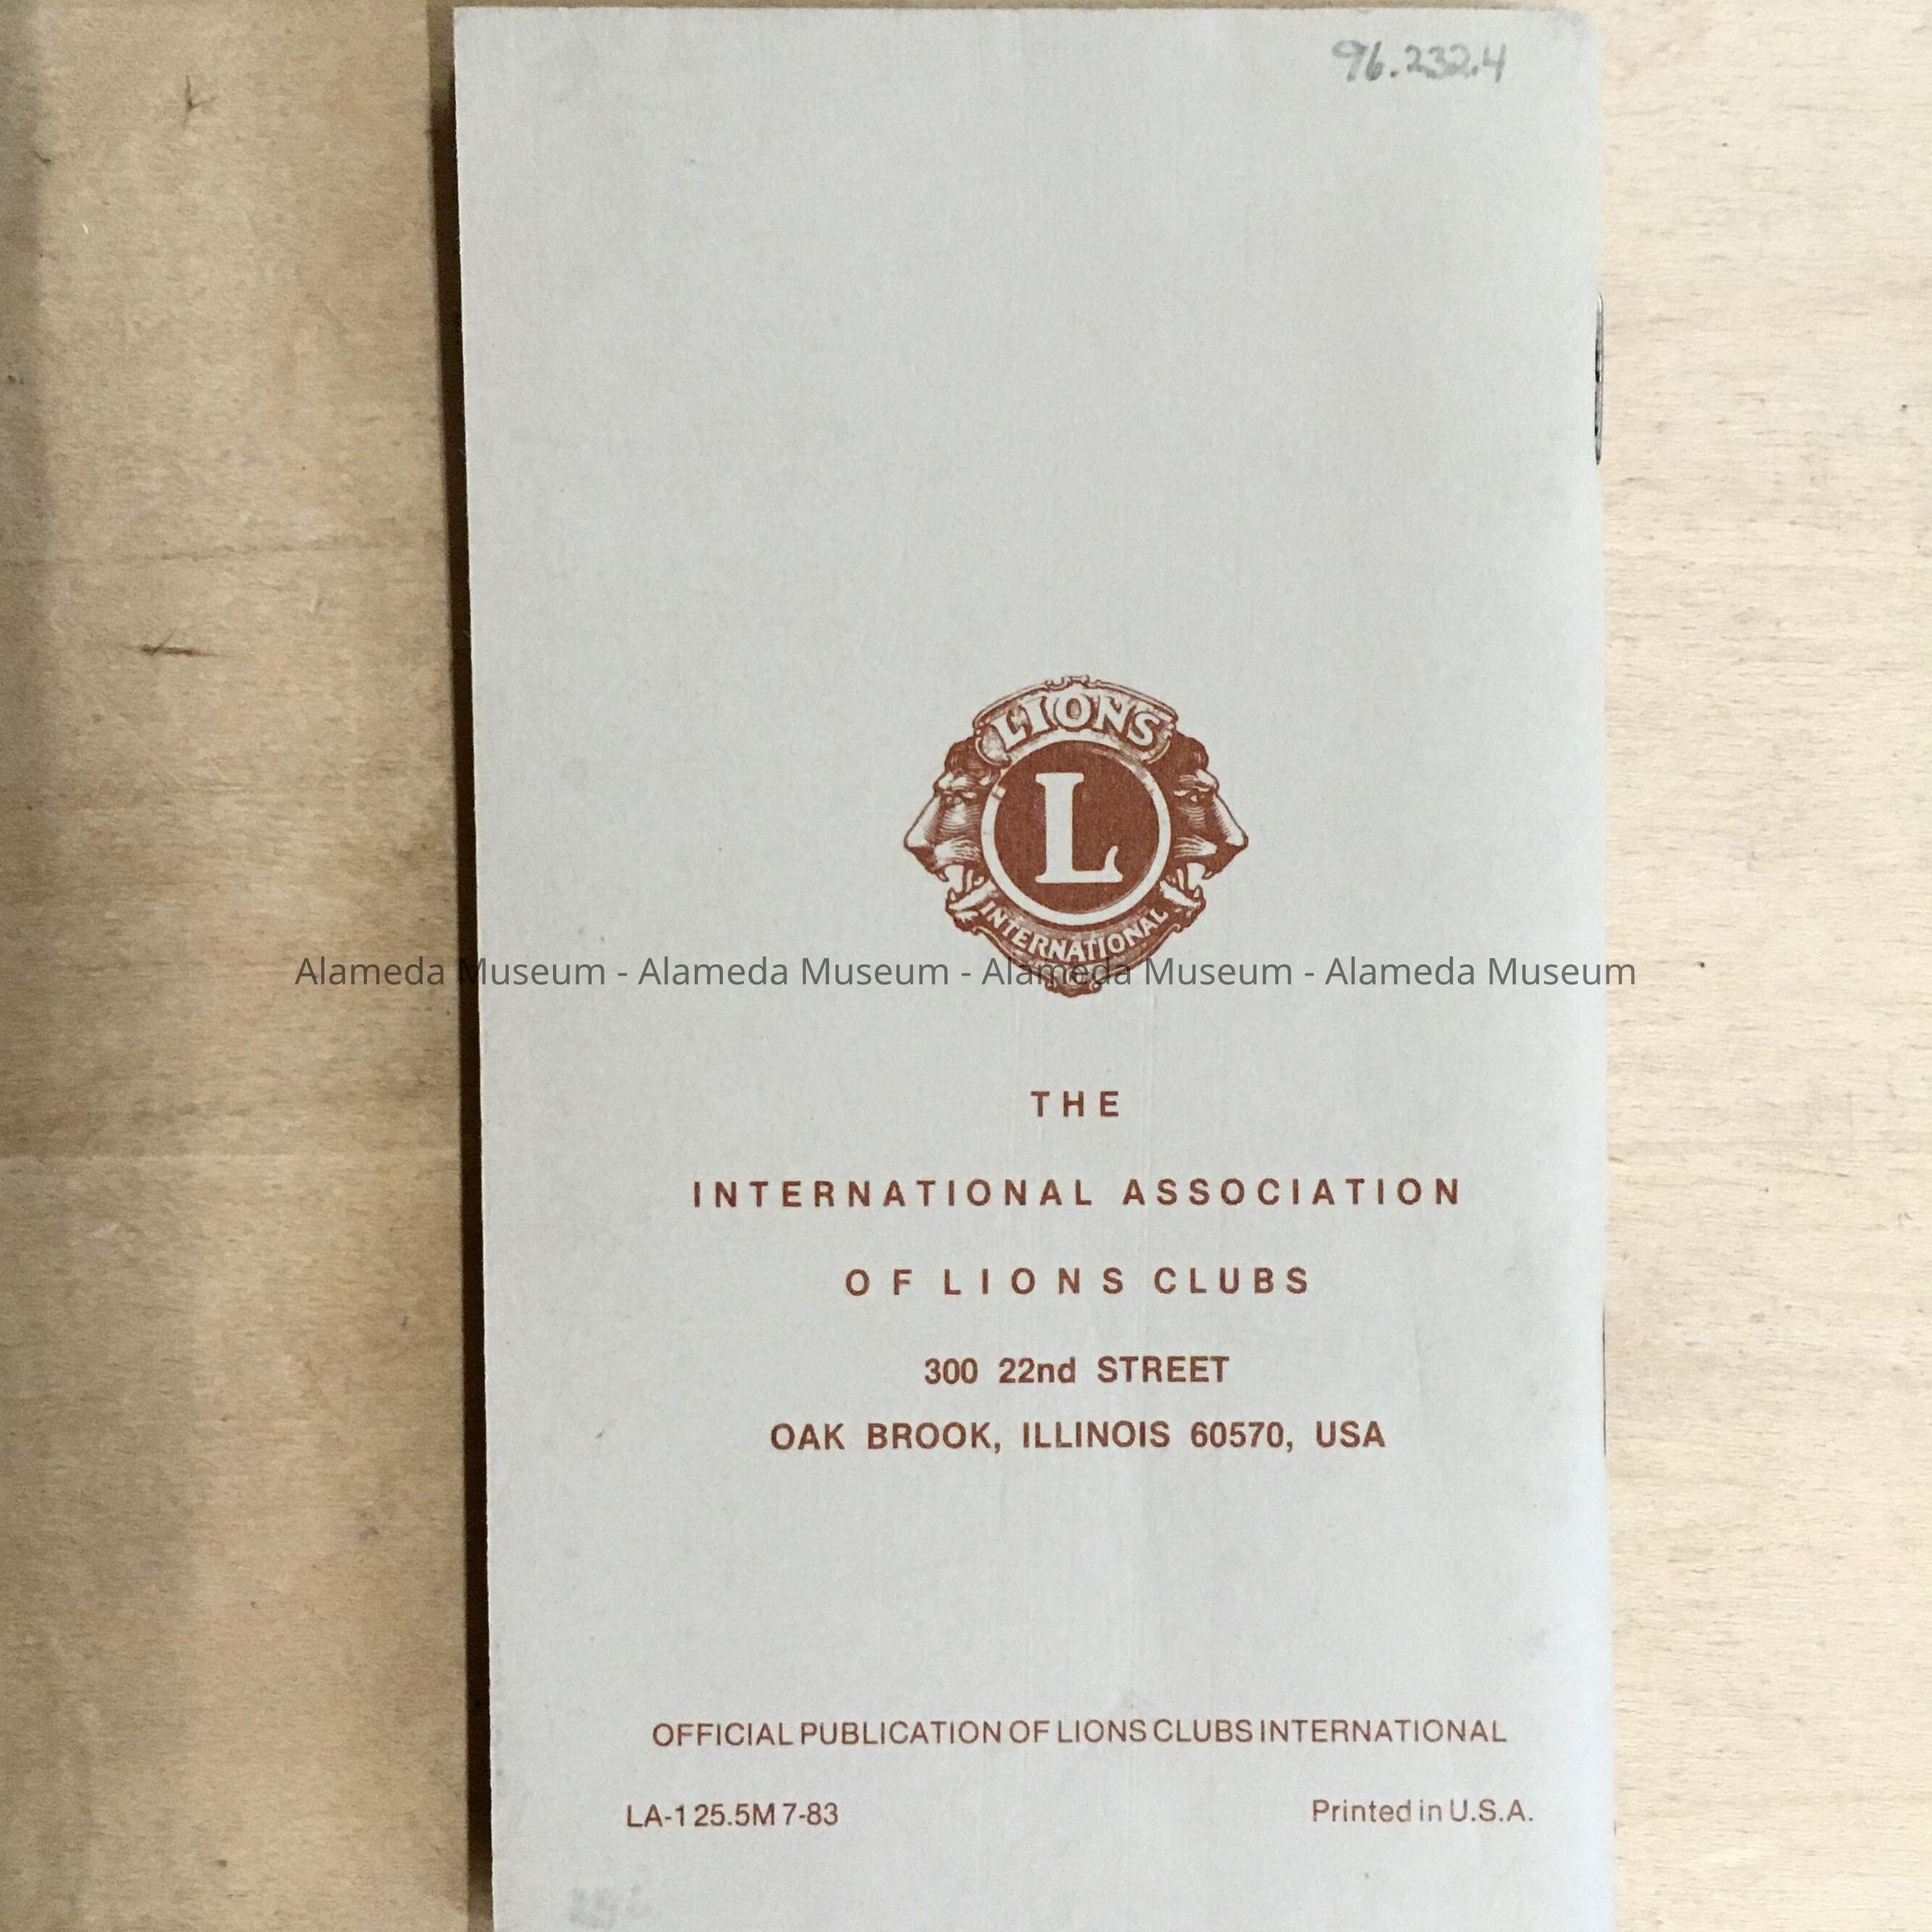 96.232.4
LIONS
L
INTERNATIONAL
Alameda Museum - Alameda Museum - Alameda Museum - Alameda Museum
THE
INTERNATIONAL ASSOCIATION
OF LIONS CLUBS
300 22nd STREET
OAK BROOK, ILLINOIS 60570, USA
OFFICIAL PUBLICATION OF LIONS CLUBS INTERNATIONAL
LA-1 25.5M 7-83 Printed in U.S.A.